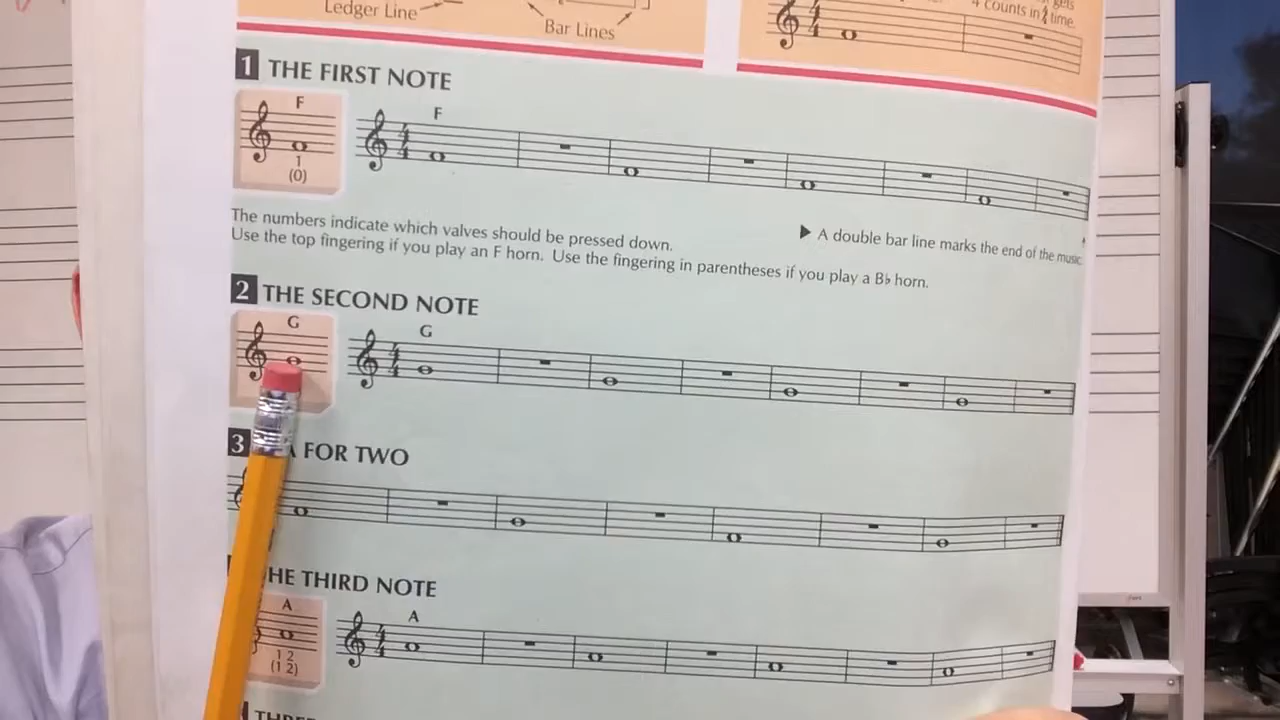 Ledger Line
Bar Lines
gets
4 counts in 4/4 time.
1 THE FIRST NOTE
F
F
1
(0)
The numbers indicate which valves should be pressed down.
Use the top fingering if you play an F horn. Use the fingering in parentheses if you play a B♭ horn.
▶ A double bar line marks the end of the music
2 THE SECOND NOTE
G
G
3 FOR TWO
HE THIRD NOTE
A
A
1 2
(1 2)